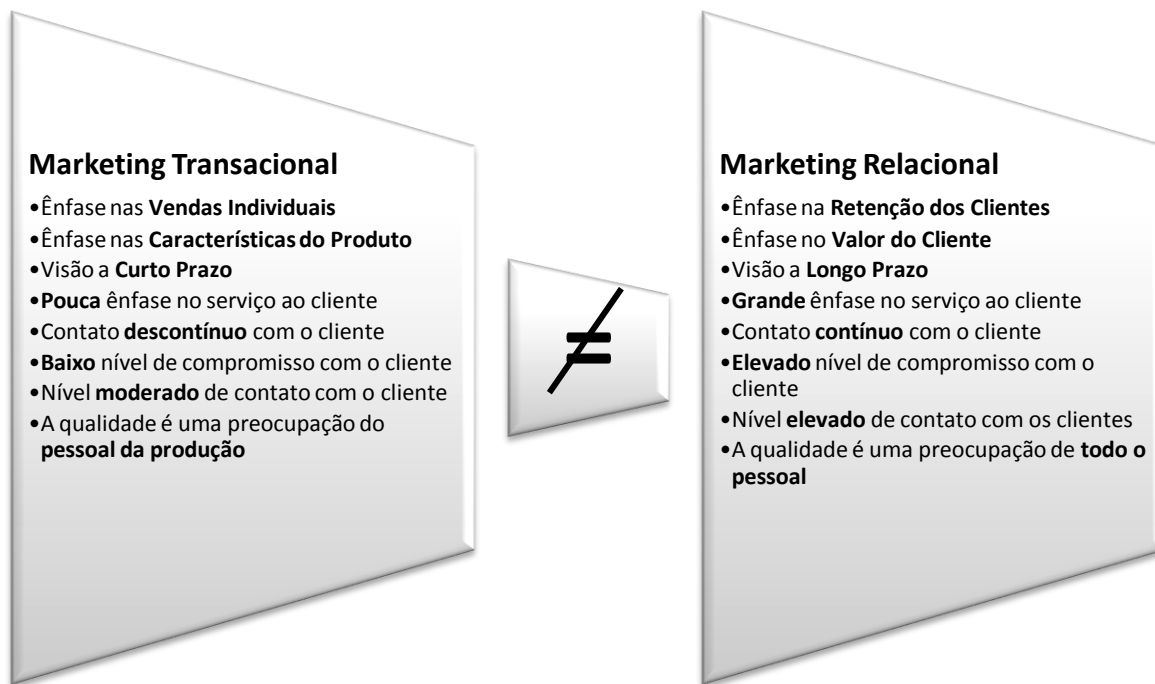 Marketing Transacional
•Ênfase nas Vendas Individuais
•Ênfase nas Características do Produto
•Visão a Curto Prazo
•Pouca ênfase no serviço ao cliente
•Contato descontínuo com o cliente
•Baixo nível de compromisso com o cliente
•Nível moderado de contato com o cliente
•A qualidade é uma preocupação do
pessoal da produção
≠
Marketing Relacional
•Ênfase na Retenção dos Clientes
•Ênfase no Valor do Cliente
•Visão a Longo Prazo
•Grande ênfase no serviço ao cliente
•Contato contínuo com o cliente
•Elevado nível de compromisso com o
cliente
•Nível elevado de contato com os clientes
•A qualidade é uma preocupação de todo o
pessoal